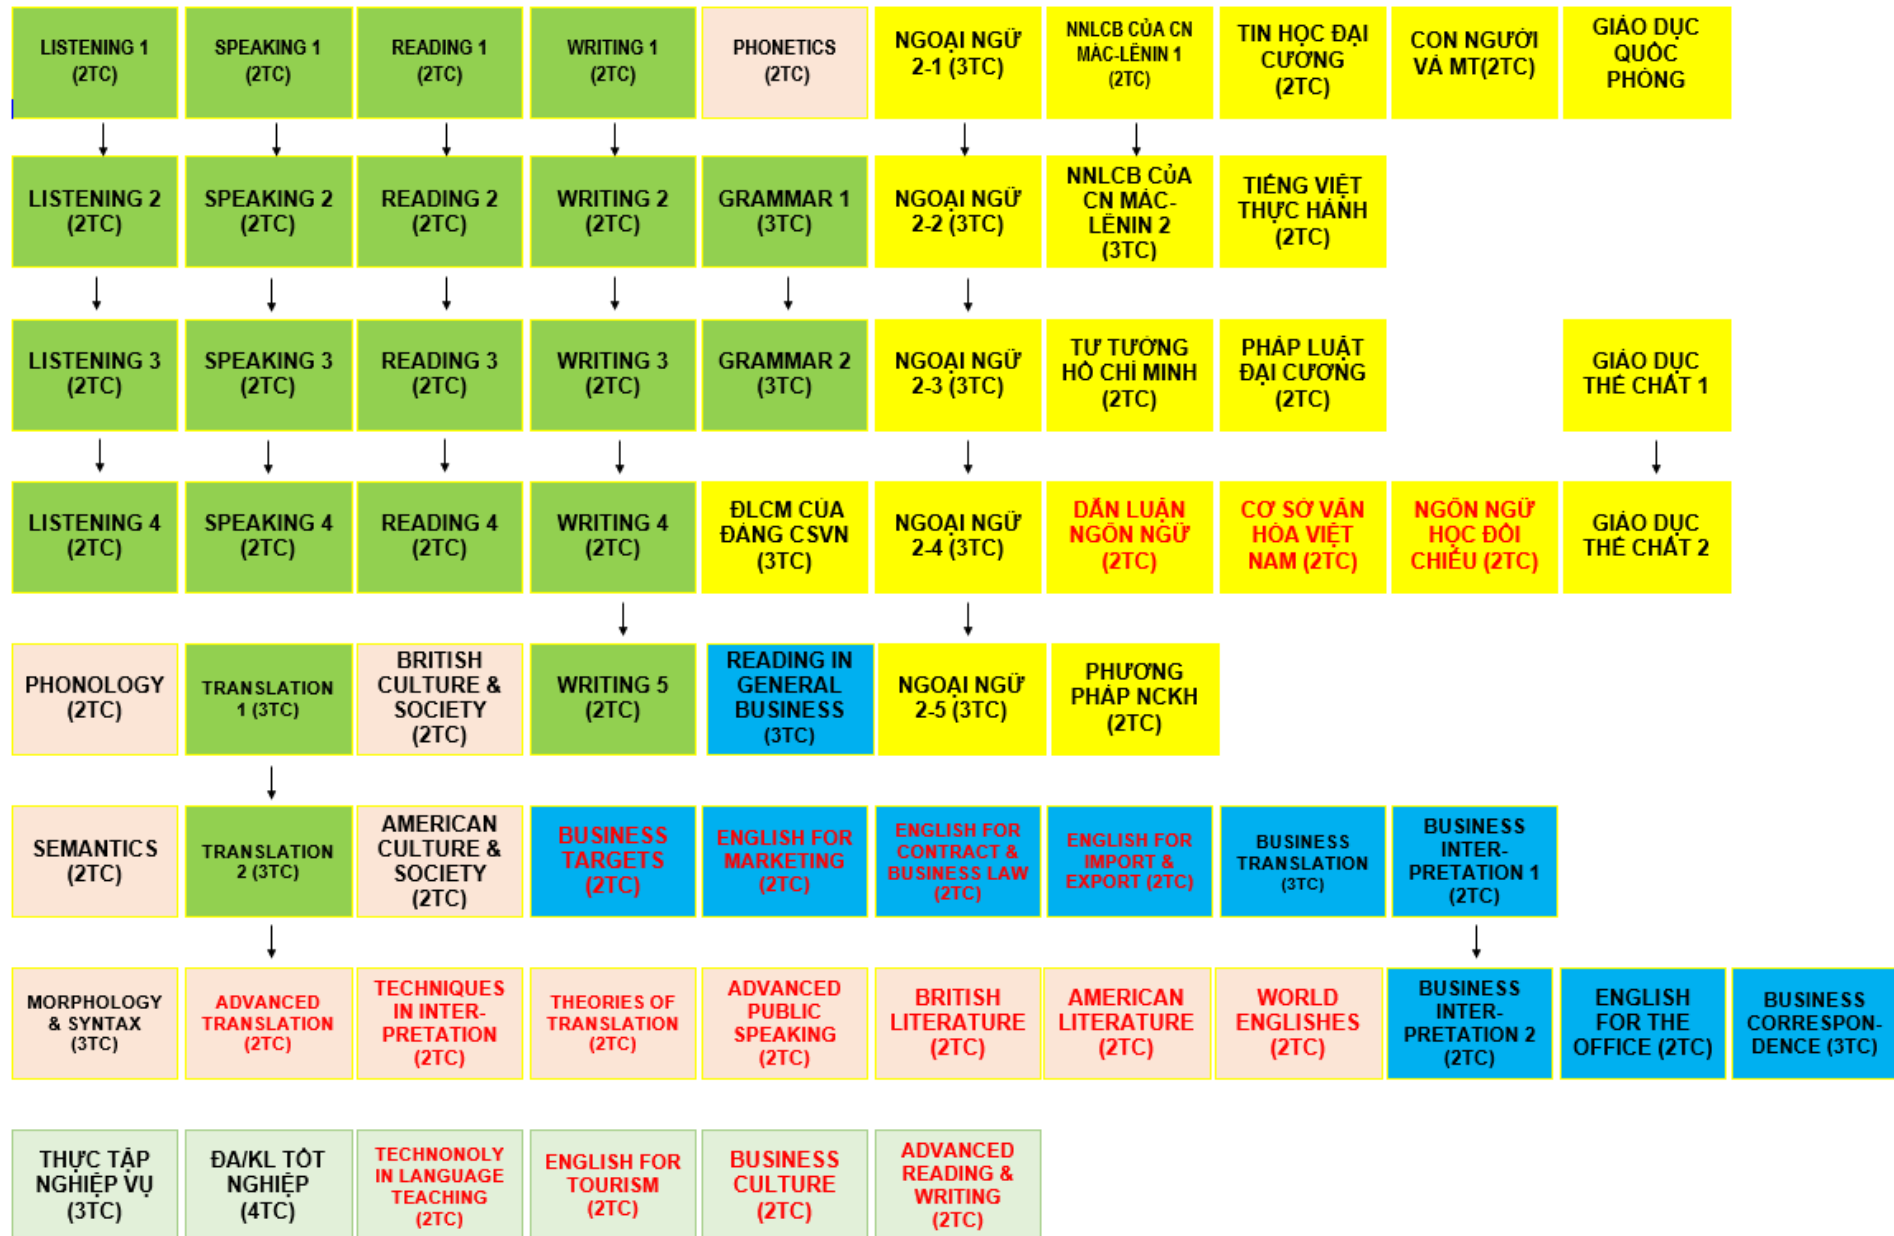 LISTENING 1
(2TC)
SPEAKING 1
(2TC)
READING 1
(2TC)
WRITING 1
(2TC)
PHONETICS
(2TC)
NGOẠI NGỮ
2-1 (3TC)
NNLCB CỦA CN
MÁC-LÊNIN 1
(2TC)
TIN HỌC ĐẠI
CƯƠNG
(2TC)
CON NGƯỜI
VÀ MT(2TC)
GIÁO DỤC
QUỐC
PHÒNG
LISTENING 2
(2TC)
SPEAKING 2
(2TC)
READING 2
(2TC)
WRITING 2
(2TC)
GRAMMAR 1
(3TC)
NGOẠI NGỮ
2-2 (3TC)
NNLCB CỦA
CN MÁC-
LÊNIN 2
(3TC)
TIẾNG VIỆT
THỰC HÀNH
(2TC)
LISTENING 3
(2TC)
SPEAKING 3
(2TC)
READING 3
(2TC)
WRITING 3
(2TC)
GRAMMAR 2
(3TC)
NGOẠI NGỮ
2-3 (3TC)
TƯ TƯỞNG
HỒ CHÍ MINH
(2TC)
PHÁP LUẬT
ĐẠI CƯƠNG
(2TC)
GIÁO DỤC
THỂ CHẤT 1
LISTENING 4
(2TC)
SPEAKING 4
(2TC)
READING 4
(2TC)
WRITING 4
(2TC)
ĐLCM CỦA
ĐẢNG CSVN
(3TC)
NGOẠI NGỮ
2-4 (3TC)
DẪN LUẬN
NGÔN NGỮ
(2TC)
CƠ SỞ VĂN
HÓA VIỆT
NAM (2TC)
NGÔN NGỮ
HỌC ĐỐI
CHIẾU (2TC)
GIÁO DỤC
THỂ CHẤT 2
PHONOLOGY
(2TC)
TRANSLATION
1 (3TC)
BRITISH
CULTURE &
SOCIETY
(2TC)
WRITING 5
(2TC)
READING IN
GENERAL
BUSINESS
(3TC)
NGOẠI NGỮ
2-5 (3TC)
PHƯƠNG
PHÁP NCKH
(2TC)
SEMANTICS
(2TC)
TRANSLATION
2 (3TC)
AMERICAN
CULTURE &
SOCIETY
(2TC)
BUSINESS
TARGETS
(2TC)
ENGLISH FOR
MARKETING
(2TC)
ENGLISH FOR
CONTRACT &
BUSINESS LAW
(2TC)
ENGLISH FOR
IMPORT &
EXPORT (2TC)
BUSINESS
TRANSLATION
(3TC)
BUSINESS
INTER-
PRETATION 1
(2TC)
MORPHOLOGY
& SYNTAX
(3TC)
ADVANCED
TRANSLATION
(2TC)
TECHNIQUES
IN INTER-
PRETATION
(2TC)
THEORIES OF
TRANSLATION
(2TC)
ADVANCED
PUBLIC
SPEAKING
(2TC)
BRITISH
LITERATURE
(2TC)
AMERICAN
LITERATURE
(2TC)
WORLD
ENGLISHES
(2TC)
BUSINESS
INTER-
PRETATION 2
(2TC)
ENGLISH
FOR THE
OFFICE (2TC)
BUSINESS
CORRESPON-
DENCE (3TC)
THỰC TẬP
NGHIỆP VỤ
(3TC)
ĐA/KL TỐT
NGHIỆP
(4TC)
TECHNONOLY
IN LANGUAGE
TEACHING
(2TC)
ENGLISH FOR
TOURISM
(2TC)
BUSINESS
CULTURE
(2TC)
ADVANCED
READING &
WRITING
(2TC)